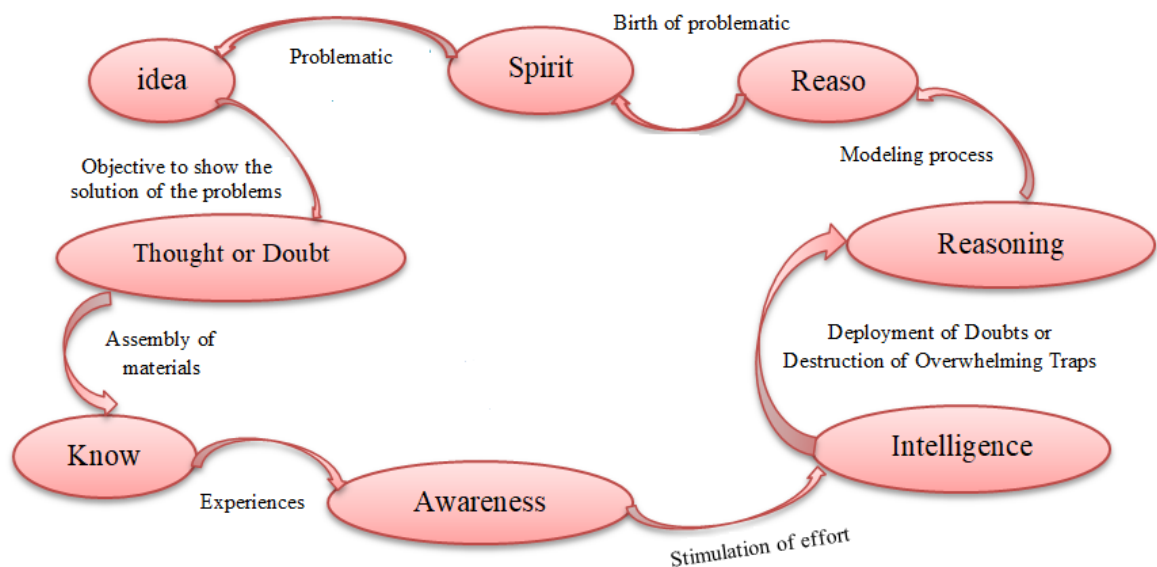 Birth of problematic
Problematic
idea
Spirit
Reaso
Modeling process
Objective to show the
solution of the problems
Thought or Doubt
Reasoning
Assembly of
materials
Deployment of Doubts or
Destruction of Overwhelming Traps
Know
Intelligence
Experiences
Awareness
Stimulation of effort